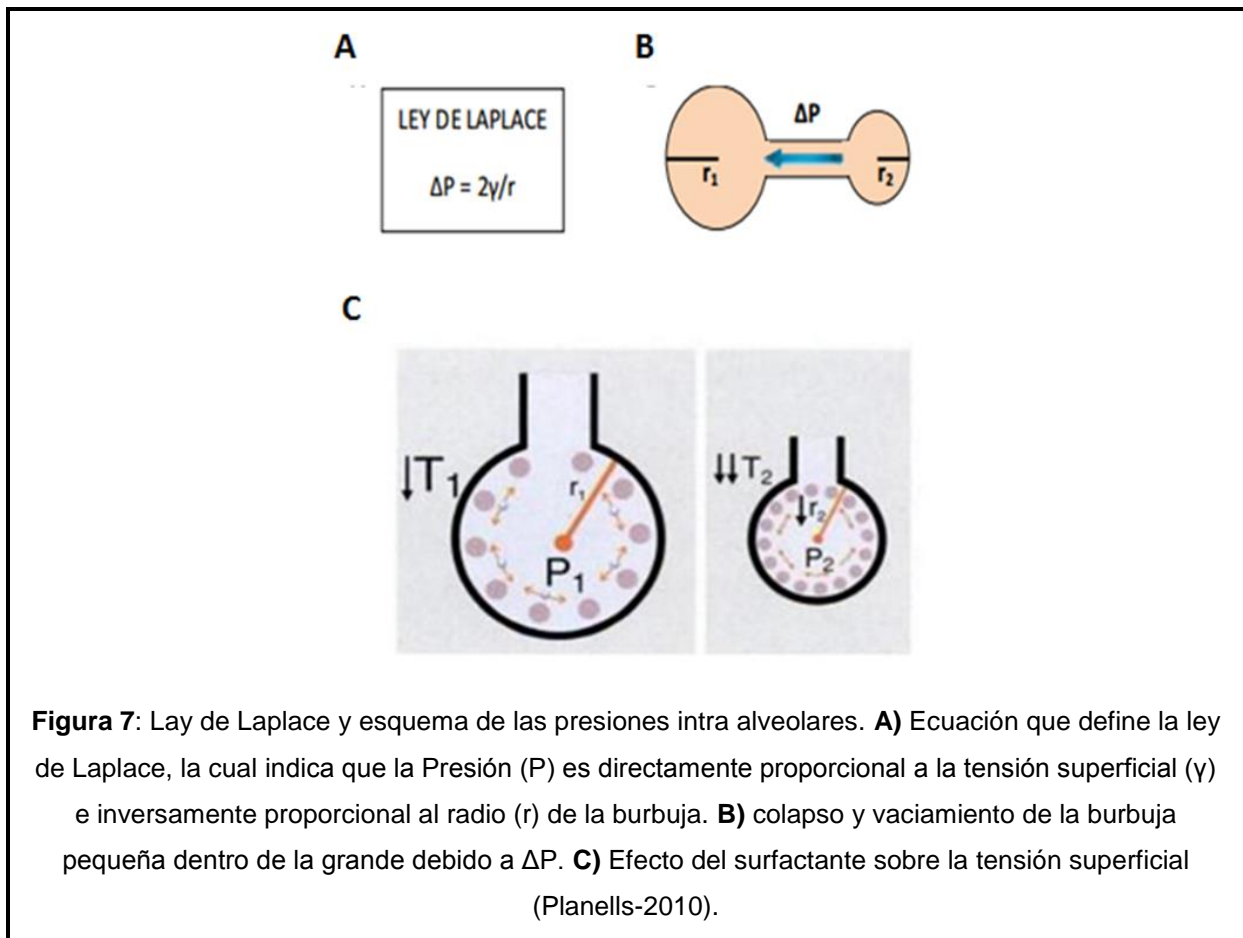 A
B
LEY DE LAPLACE
ΔP = 2γ/r
ΔP
r₁
r₂
C
↓T₁
r₁
P₁
↓↓T₂
↓r₂
P₂
Figura 7: Lay de Laplace y esquema de las presiones intra alveolares. A) Ecuación que define la ley
de Laplace, la cual indica que la Presión (P) es directamente proporcional a la tensión superficial (γ)
e inversamente proporcional al radio (r) de la burbuja. B) colapso y vaciamiento de la burbuja
pequeña dentro de la grande debido a ΔP. C) Efecto del surfactante sobre la tensión superficial
(Planells-2010).